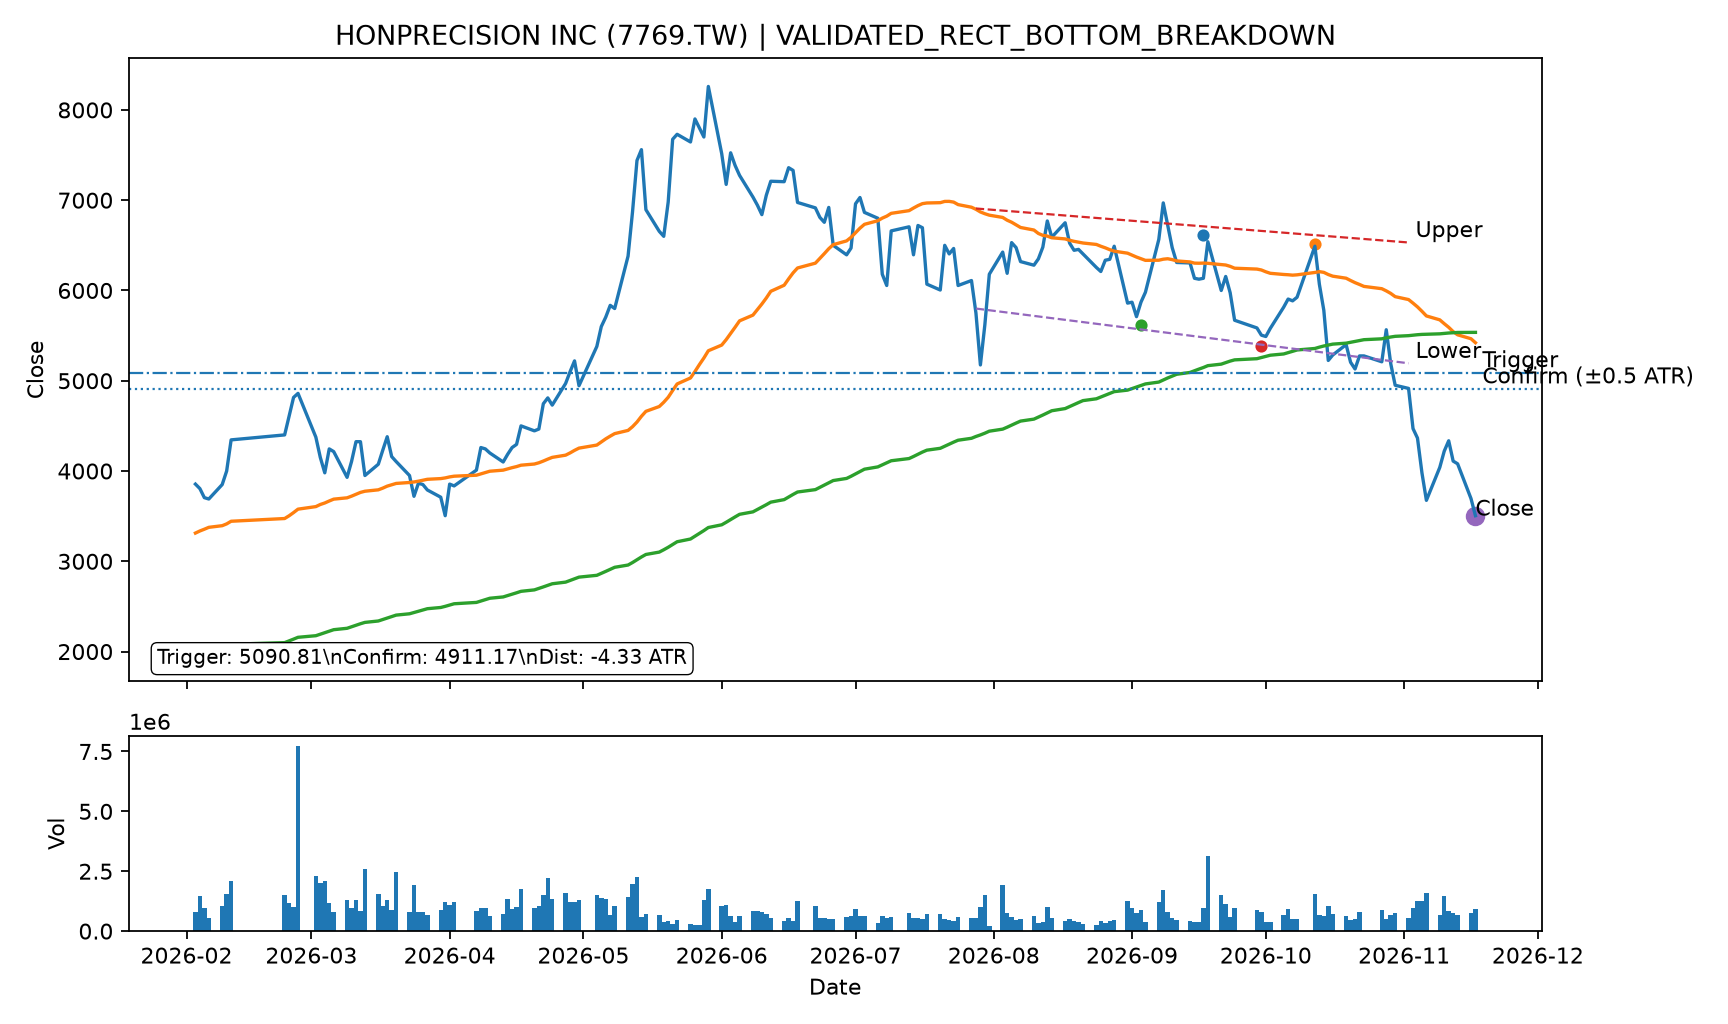 HONPRECISION INC (7769.TW) | VALIDATED_RECT_BOTTOM_BREAKDOWN
Close
8000
7000
6000
5000
4000
3000
2000
Upper
Lower
Trigger
Confirm (±0.5 ATR)
Close
Trigger: 5090.81\nConfirm: 4911.17\nDist: -4.33 ATR
1e6
Vol
7.5
5.0
2.5
0.0
2026-02 2026-03 2026-04 2026-05 2026-06 2026-07 2026-08 2026-09 2026-10 2026-11 2026-12
Date